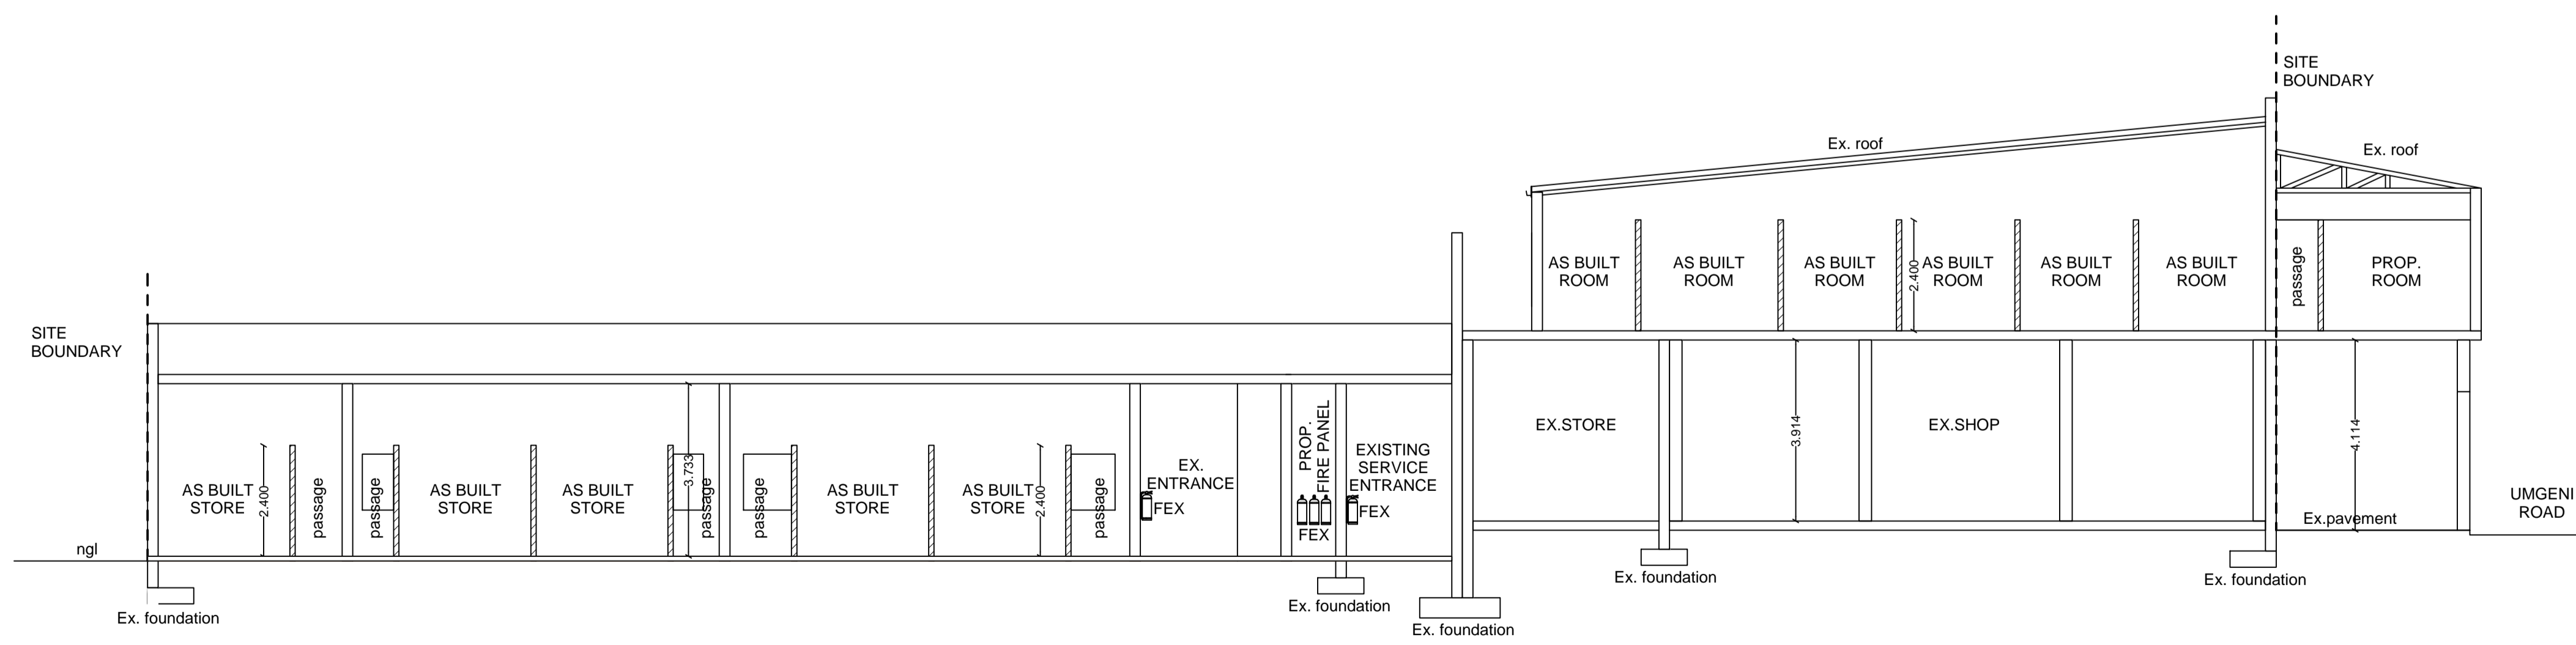 SITE
BOUNDARY
Ex. roof
Ex. roof
AS BUILT
ROOM
AS BUILT
ROOM
AS BUILT
ROOM
2.400
AS BUILT
ROOM
AS BUILT
ROOM
AS BUILT
ROOM
passage
PROP.
ROOM
SITE
BOUNDARY
AS BUILT
STORE
2.400
passage
passage
AS BUILT
STORE
AS BUILT
STORE
3.733
passage
passage
AS BUILT
STORE
AS BUILT
STORE
2.400
passage
EX.
ENTRANCE
FEX
PROP.
FIRE PANEL
FEX
EXISTING
SERVICE
ENTRANCE
FEX
EX.STORE
3.914
EX.SHOP
4.114
Ex.pavement
UMGENI
ROAD
ngl
Ex. foundation
Ex. foundation
Ex. foundation
Ex. foundation
Ex. foundation